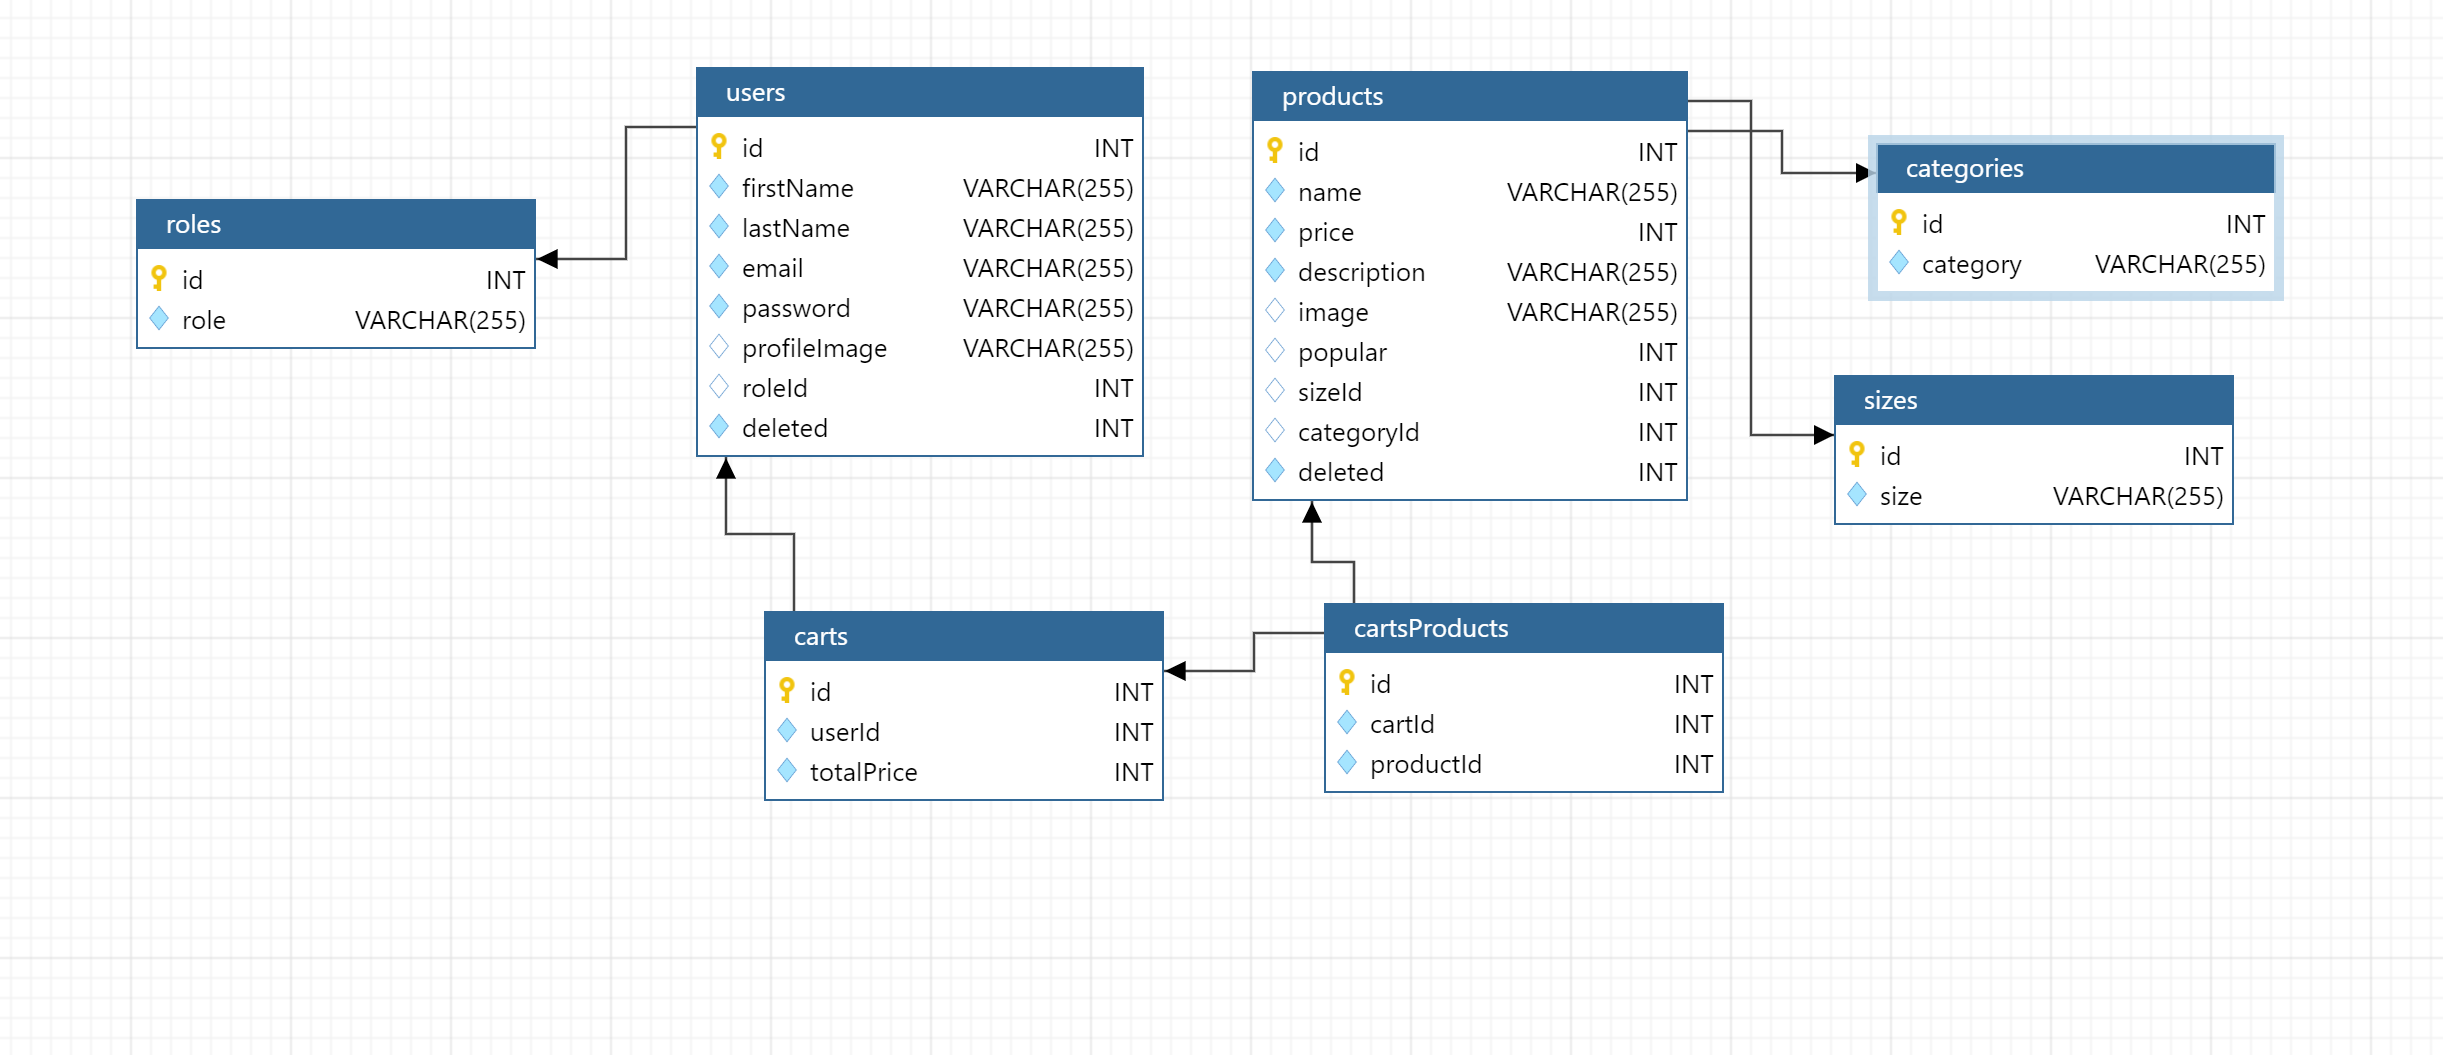 users
id INT
firstName VARCHAR(255)
lastName VARCHAR(255)
email VARCHAR(255)
password VARCHAR(255)
profileImage VARCHAR(255)
roleId INT
deleted INT
products
id INT
name VARCHAR(255)
price INT
description VARCHAR(255)
image VARCHAR(255)
popular INT
sizeId INT
categoryId INT
deleted INT
categories
id INT
category VARCHAR(255)
roles
id INT
role VARCHAR(255)
sizes
id INT
size VARCHAR(255)
carts
id INT
userId INT
totalPrice INT
cartsProducts
id INT
cartId INT
productId INT